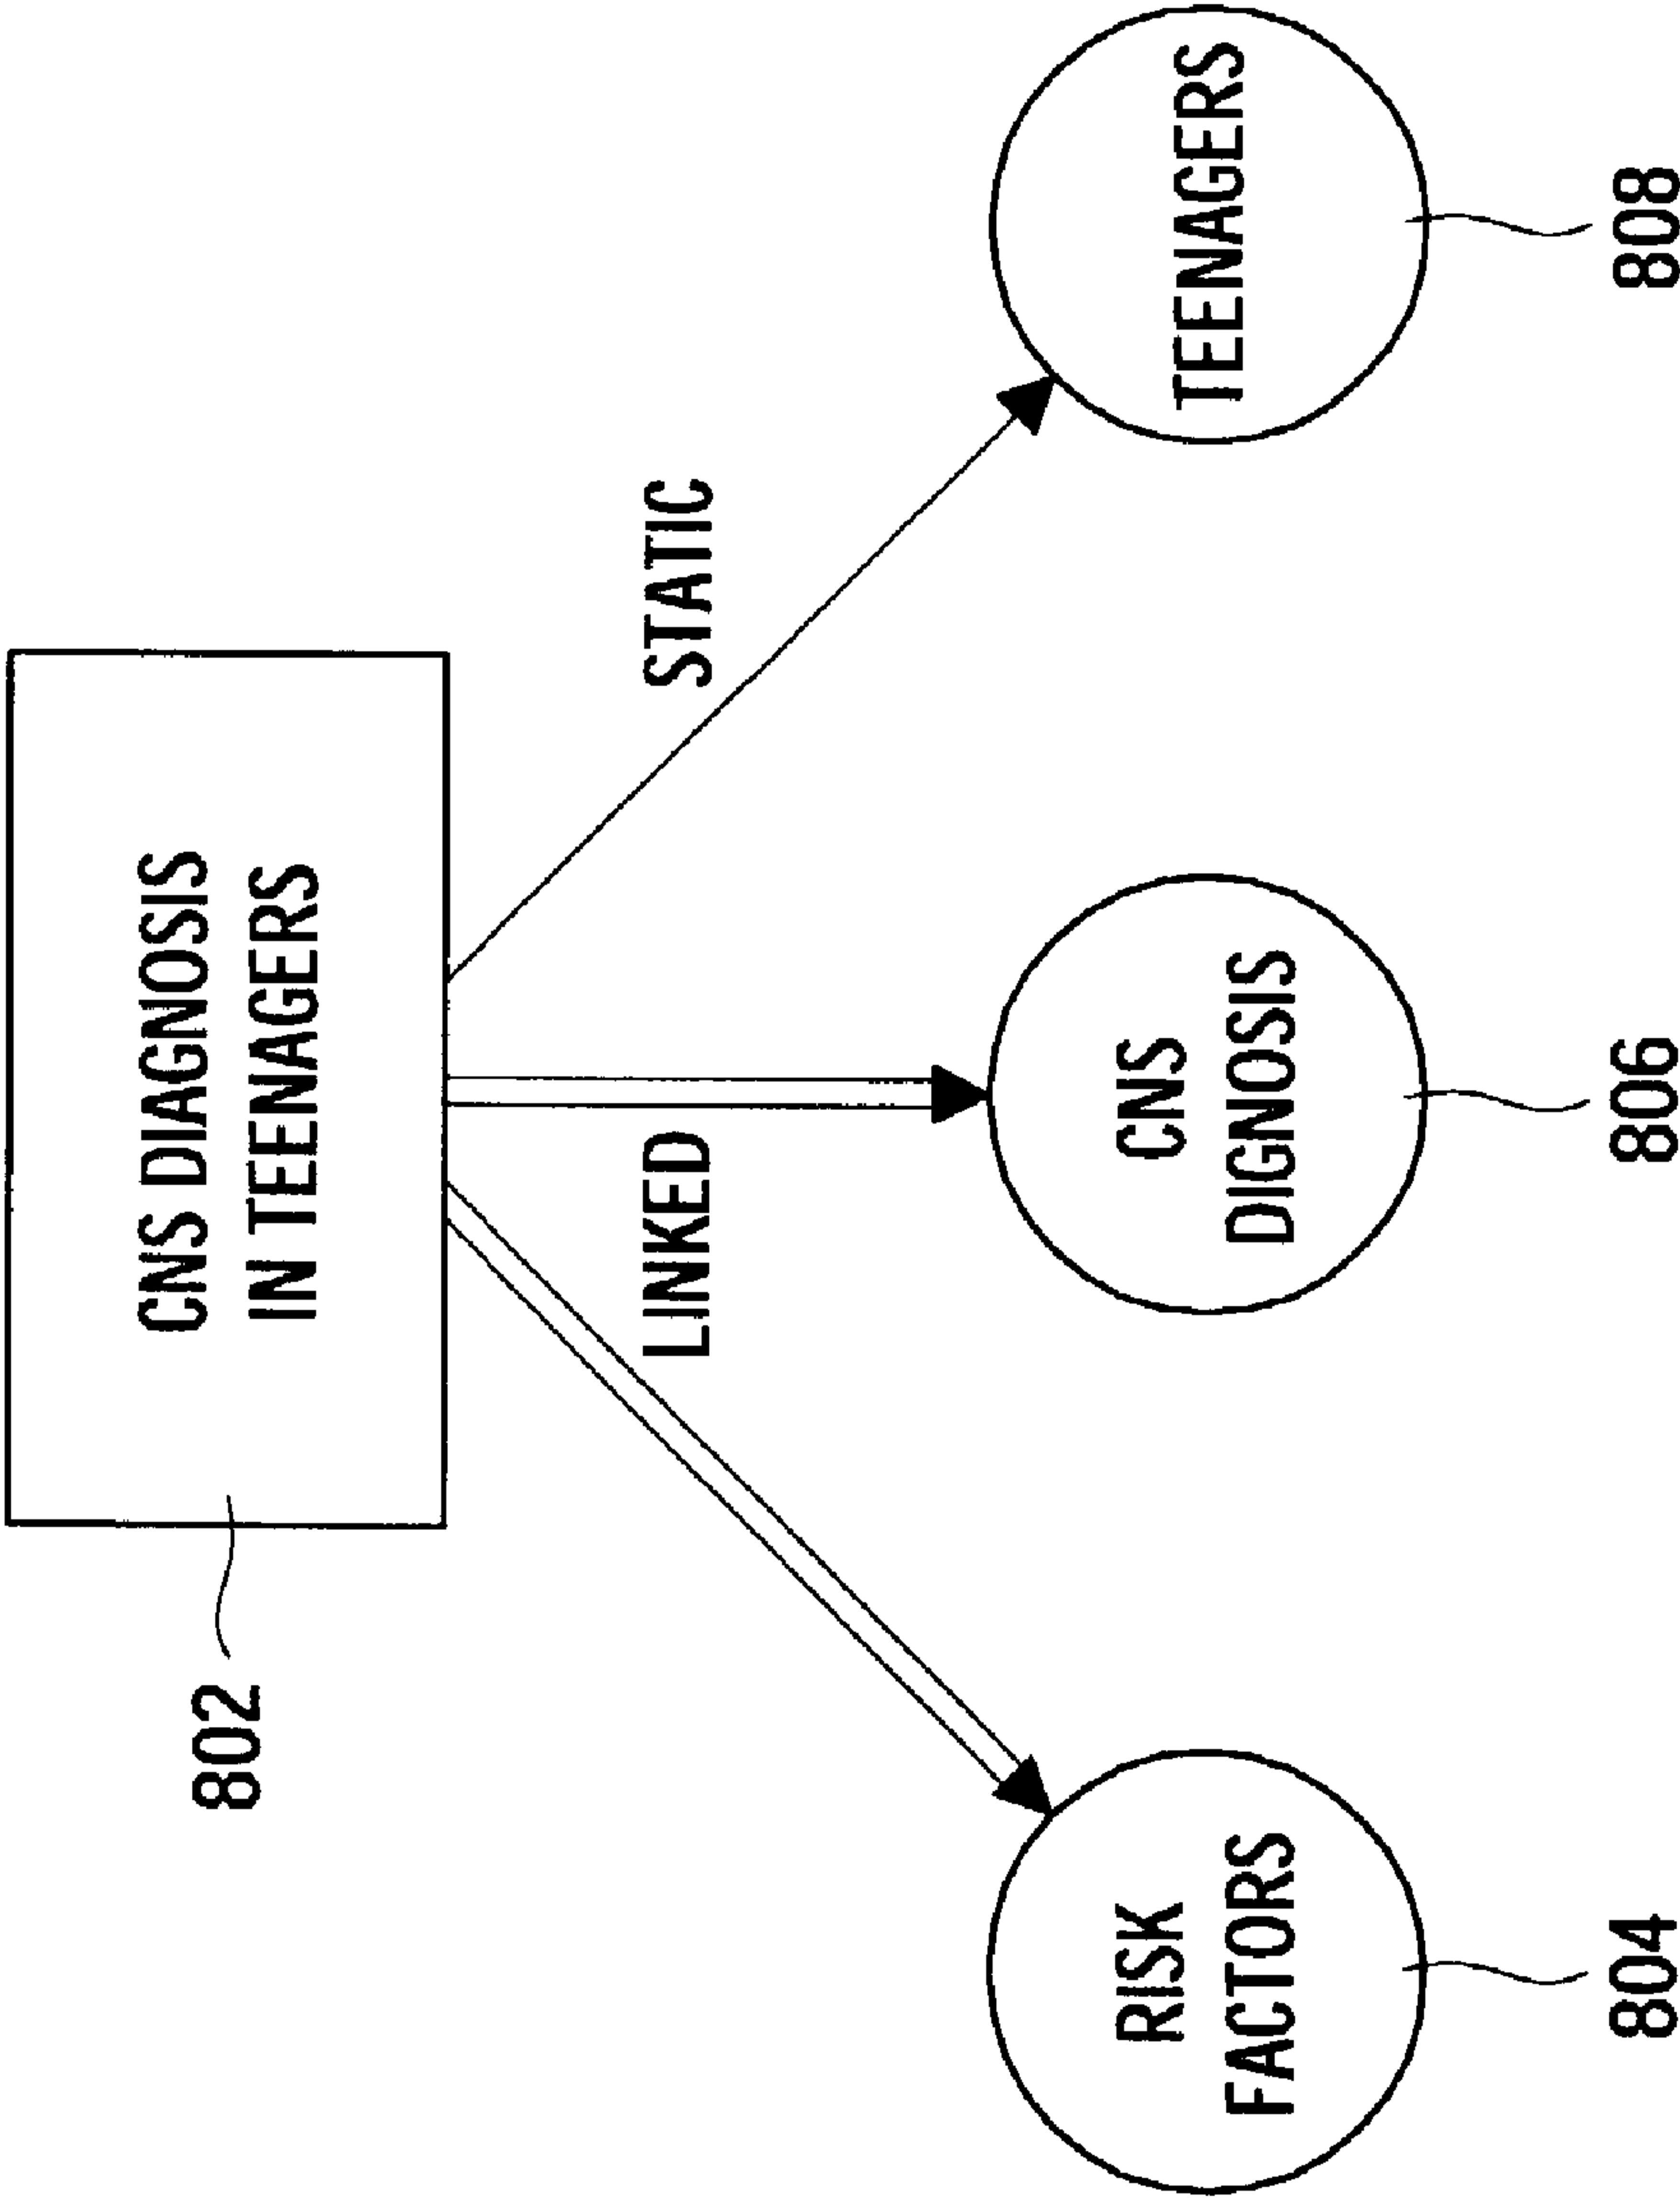 CNS DIAGNOSIS
IN TEENAGERS
802
LINKED
STATIC
RISK
FACTORS
CNS
DIGNOSIS
TEENAGERS
804
806
808